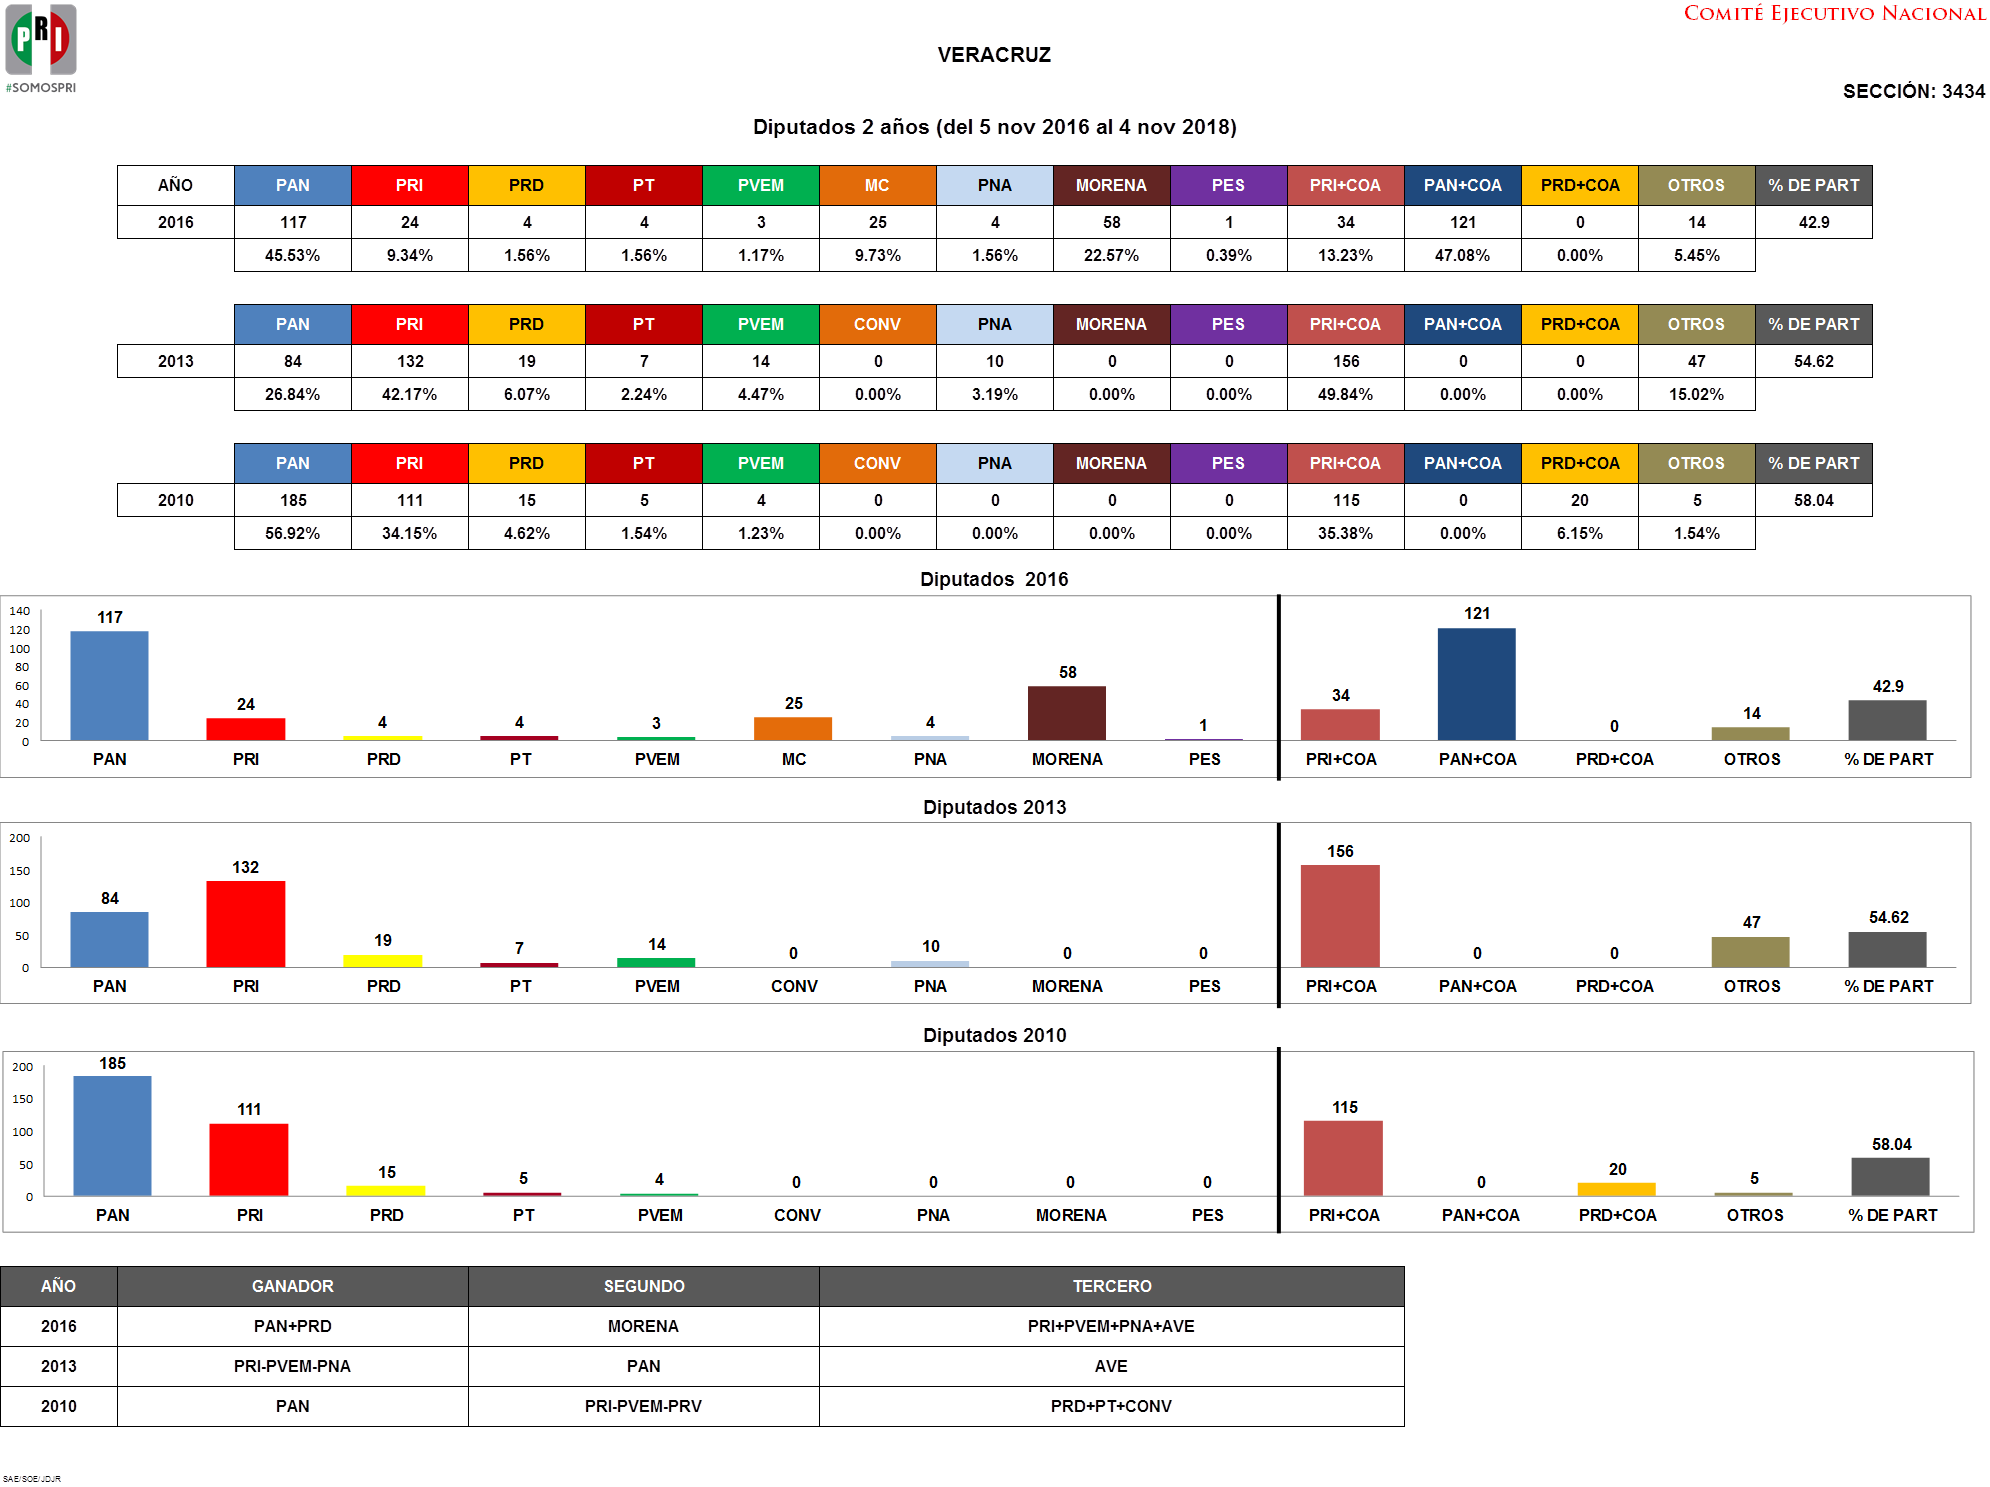 PRI
#SOMOSPRI
COMITÉ EJECUTIVO NACIONAL
VERACRUZ
SECCIÓN: 3434
Diputados 2 años (del 5 nov 2016 al 4 nov 2018)
AÑO PAN PRI PRD PT PVEM MC PNA MORENA PES PRI+COA PAN+COA PRD+COA OTROS % DE PART
2016 117 24 4 4 3 25 4 58 1 34 121 0 14 42.9
45.53% 9.34% 1.56% 1.56% 1.17% 9.73% 1.56% 22.57% 0.39% 13.23% 47.08% 0.00% 5.45%
PAN PRI PRD PT PVEM CONV PNA MORENA PES PRI+COA PAN+COA PRD+COA OTROS % DE PART
2013 84 132 19 7 14 0 10 0 0 156 0 0 47 54.62
26.84% 42.17% 6.07% 2.24% 4.47% 0.00% 3.19% 0.00% 0.00% 49.84% 0.00% 0.00% 15.02%
PAN PRI PRD PT PVEM CONV PNA MORENA PES PRI+COA PAN+COA PRD+COA OTROS % DE PART
2010 185 111 15 5 4 0 0 0 0 115 0 20 5 58.04
56.92% 34.15% 4.62% 1.54% 1.23% 0.00% 0.00% 0.00% 0.00% 35.38% 0.00% 6.15% 1.54%
Diputados 2016
140
120
100
80
60
40
20
0
117 24 4 4 3 25 4 58 1 34 121 0 14 42.9
PAN PRI PRD PT PVEM MC PNA MORENA PES PRI+COA PAN+COA PRD+COA OTROS % DE PART
Diputados 2013
200
150
100
50
0
84 132 19 7 14 0 10 0 0 156 0 0 47 54.62
PAN PRI PRD PT PVEM CONV PNA MORENA PES PRI+COA PAN+COA PRD+COA OTROS % DE PART
Diputados 2010
200
150
100
50
0
185 111 15 5 4 0 0 0 0 115 0 20 5 58.04
PAN PRI PRD PT PVEM CONV PNA MORENA PES PRI+COA PAN+COA PRD+COA OTROS % DE PART
AÑO GANADOR SEGUNDO TERCERO
2016 PAN+PRD MORENA PRI+PVEM+PNA+AVE
2013 PRI-PVEM-PNA PAN AVE
2010 PAN PRI-PVEM-PRV PRD+PT+CONV
SAE/SOE/JDJR